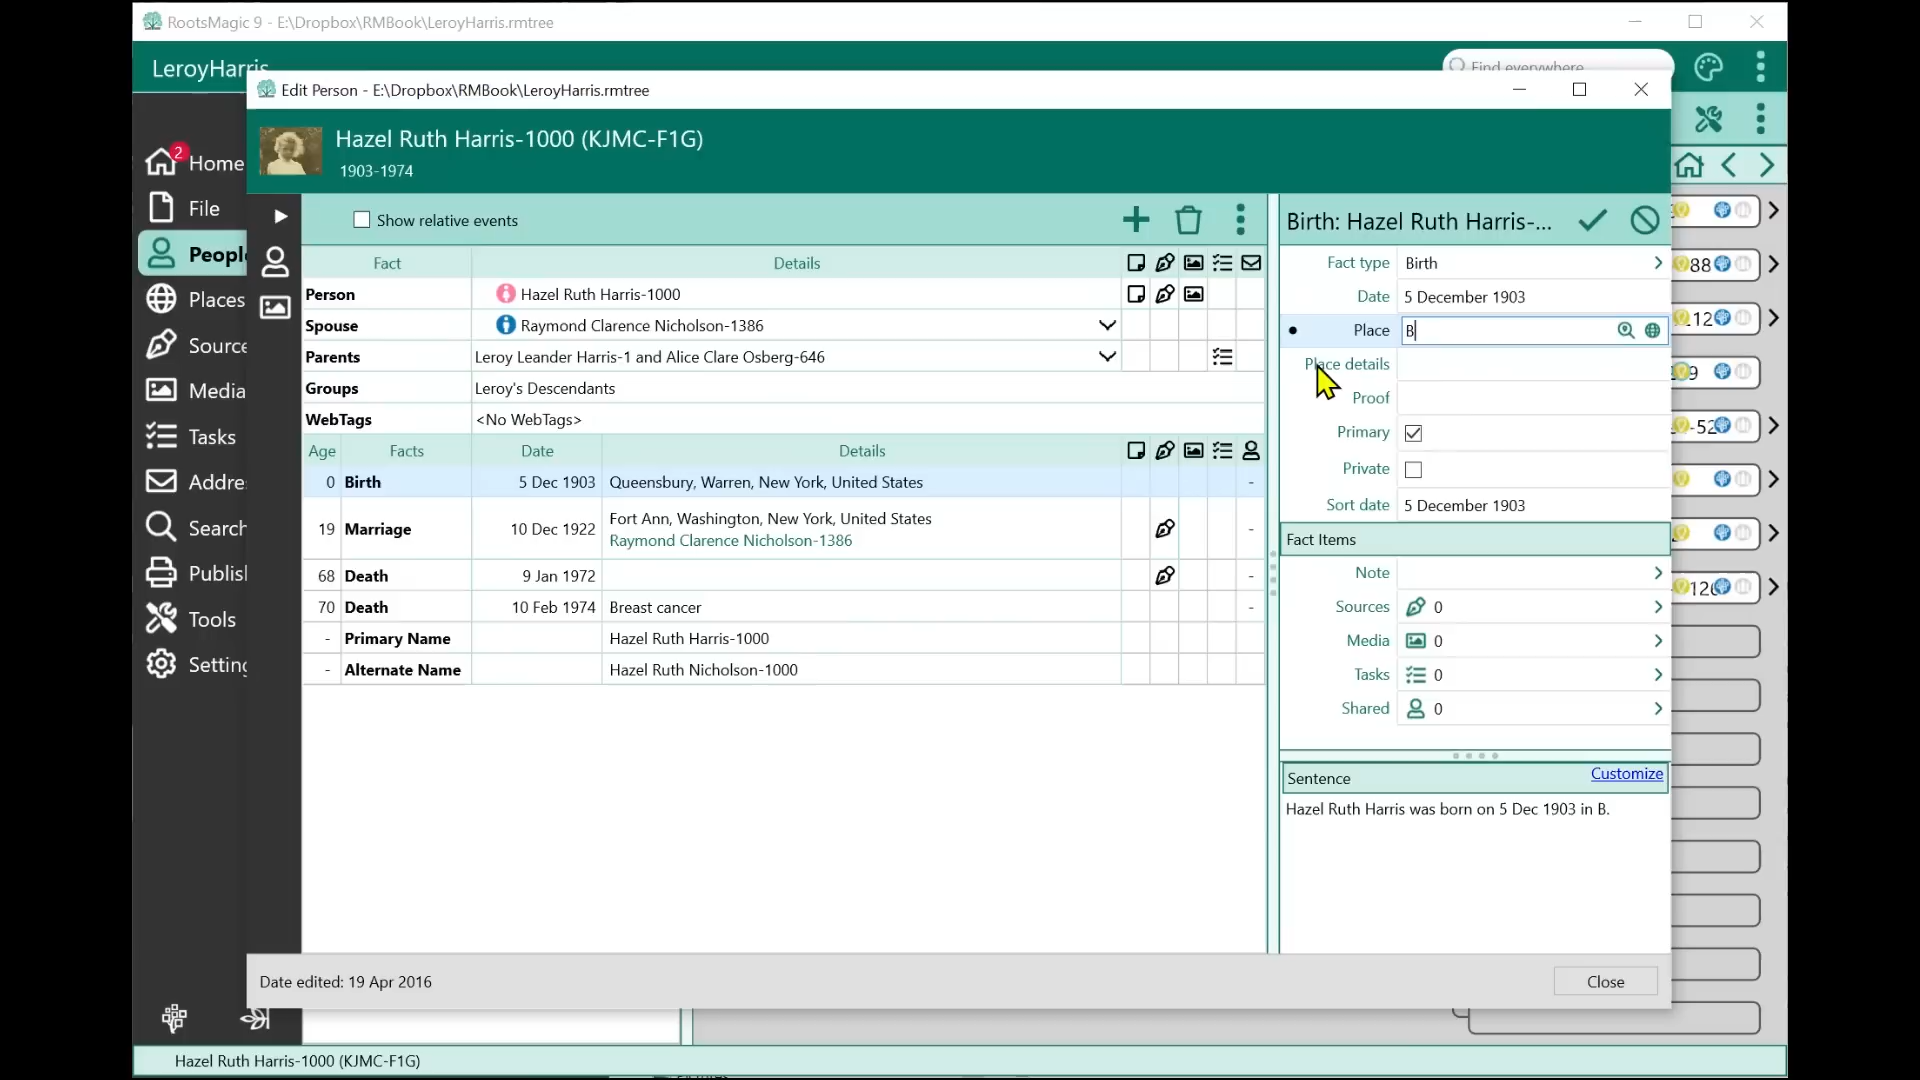 RootsMagic 9 - E:\Dropbox\RMBook\LeroyHarris.rmtree
LeroyHarris
Find everywhere
Edit Person - E:\Dropbox\RMBook\LeroyHarris.rmtree
Hazel Ruth Harris-1000 (KJMC-F1G)
1903-1974
2
Home
File
People
Places
Source
Media
Tasks
Addre
Search
Publish
Tools
Setting
Show relative events
Fact Details
Person Hazel Ruth Harris-1000
Spouse Raymond Clarence Nicholson-1386
Parents Leroy Leander Harris-1 and Alice Clare Osberg-646
Groups Leroy's Descendants
WebTags <No WebTags>
Age Facts Date Details
0 Birth 5 Dec 1903 Queensbury, Warren, New York, United States -
19 Marriage 10 Dec 1922 Fort Ann, Washington, New York, United States -
Raymond Clarence Nicholson-1386
68 Death 9 Jan 1972 -
70 Death 10 Feb 1974 Breast cancer -
- Primary Name Hazel Ruth Harris-1000
- Alternate Name Hazel Ruth Nicholson-1000
Birth: Hazel Ruth Harris-...
Fact type Birth
Date 5 December 1903
Place B
Place details
Proof
Primary
Private
Sort date 5 December 1903
Fact Items
Note
Sources 0
Media 0
Tasks 0
Shared 0
Sentence Customize
Hazel Ruth Harris was born on 5 Dec 1903 in B.
88
12
9
-52
126
Date edited: 19 Apr 2016
Close
Hazel Ruth Harris-1000 (KJMC-F1G)